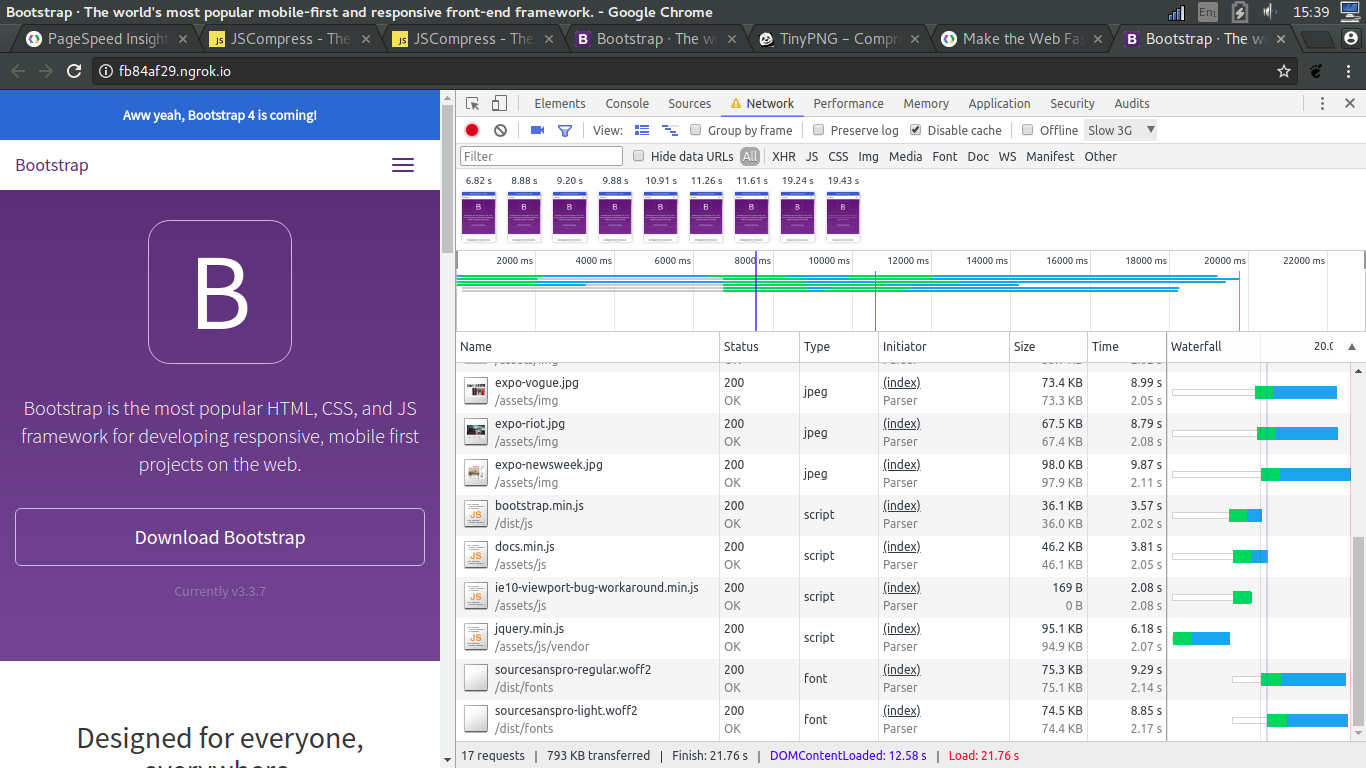 Bootstrap · The world's most popular mobile-first and responsive front-end framework. - Google Chrome
En1
15:39
PageSpeed Insight
JSCompress - The
JSCompress - The
Bootstrap · The wo
TinyPNG – Compr
Make the Web Fas
Bootstrap · The wo
fb84af29.ngrok.io
Aww yeah, Bootstrap 4 is coming!
Bootstrap
B
Bootstrap is the most popular HTML, CSS, and JS
framework for developing responsive, mobile first
projects on the web.
Download Bootstrap
Currently v3.3.7
Designed for everyone,
everywhere.
Elements Console Sources Network Performance Memory Application Security Audits
View: Group by frame Preserve log Disable cache Offline Slow 3G
Filter Hide data URLs All XHR JS CSS Img Media Font Doc WS Manifest Other
6.82 s 8.88 s 9.20 s 9.88 s 10.91 s 11.26 s 11.61 s 19.24 s 19.43 s
2000 ms 4000 ms 6000 ms 8000 ms 10000 ms 12000 ms 14000 ms 16000 ms 18000 ms 20000 ms 22000 ms
Name Status Type Initiator Size Time Waterfall 20.0
expo-vogue.jpg 200 jpeg (index) 73.4 KB 8.99 s
/assets/img OK Parser 73.3 KB 2.05 s
expo-riot.jpg 200 jpeg (index) 67.5 KB 8.79 s
/assets/img OK Parser 67.4 KB 2.08 s
expo-newsweek.jpg 200 jpeg (index) 98.0 KB 9.87 s
/assets/img OK Parser 97.9 KB 2.11 s
bootstrap.min.js 200 script (index) 36.1 KB 3.57 s
/dist/js OK Parser 36.0 KB 2.02 s
docs.min.js 200 script (index) 46.2 KB 3.81 s
/assets/js OK Parser 46.1 KB 2.05 s
ie10-viewport-bug-workaround.min.js 200 script (index) 169 B 2.08 s
/assets/js OK Parser 0 B 2.08 s
jquery.min.js 200 script (index) 95.1 KB 6.18 s
/assets/js/vendor OK Parser 94.9 KB 2.07 s
sourcesanspro-regular.woff2 200 font (index) 75.3 KB 9.29 s
/dist/fonts OK Parser 75.1 KB 2.14 s
sourcesanspro-light.woff2 200 font (index) 74.5 KB 8.85 s
/dist/fonts OK Parser 74.4 KB 2.17 s
17 requests | 793 KB transferred | Finish: 21.76 s | DOMContentLoaded: 12.58 s | Load: 21.76 s